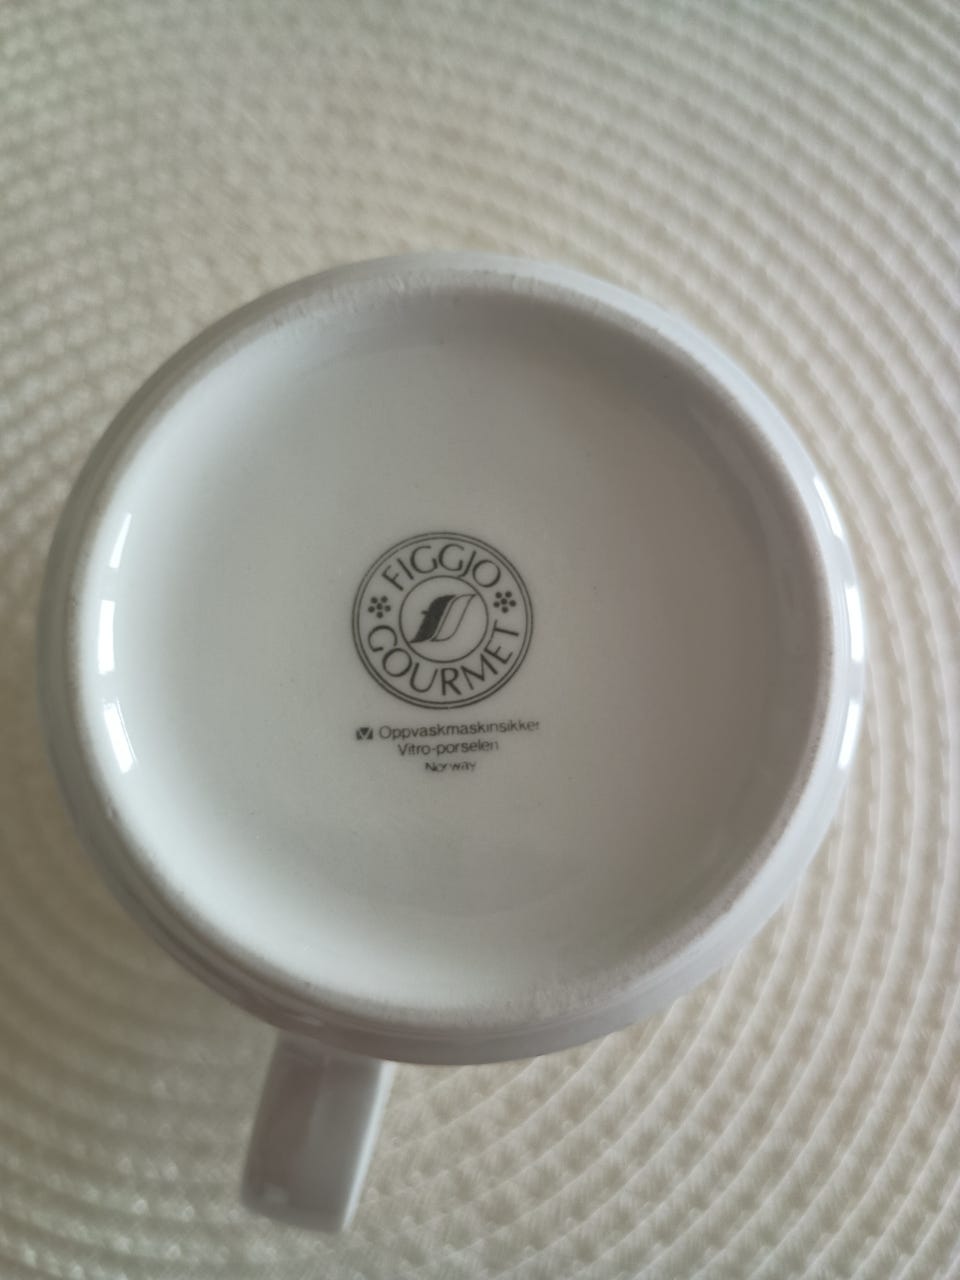 FIGGJO
GOURMET
Oppvaskmaskinsikker
Vitro-porselen
Norway